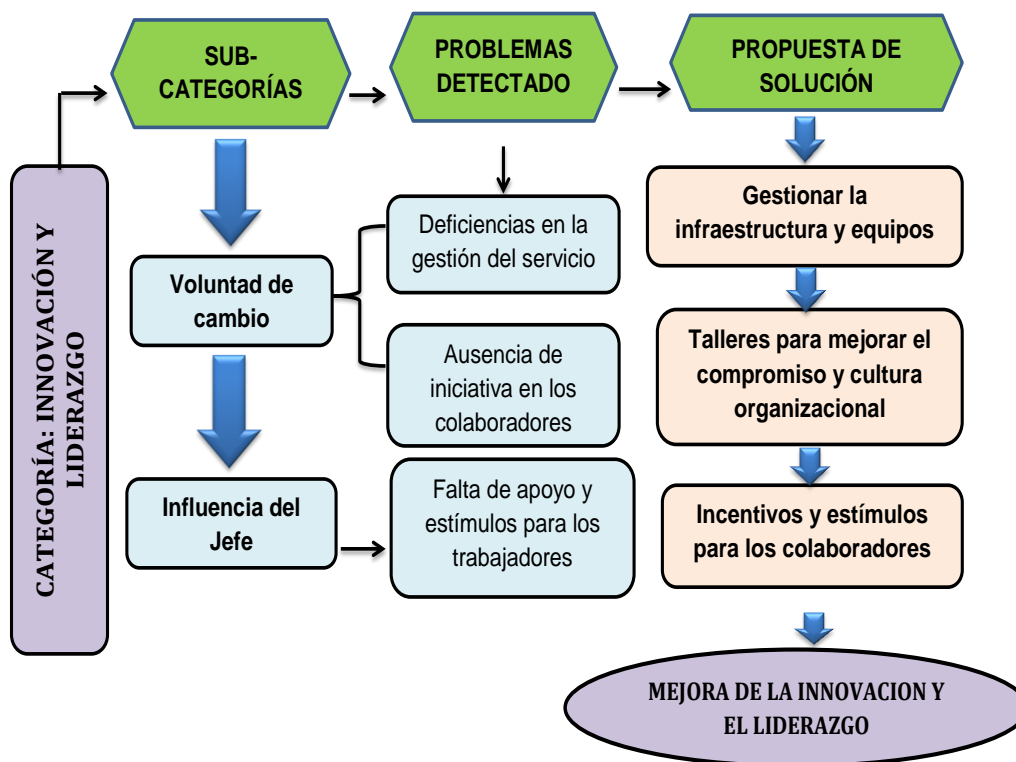 SUB-
CATEGORÍAS
PROBLEMAS
DETECTADO
PROPUESTA DE
SOLUCIÓN
CATEGORÍA: INNOVACIÓN Y
LIDERAZGO
Voluntad de
cambio
Influencia del
Jefe
Deficiencias en la
gestión del servicio
Ausencia de
iniciativa en los
colaboradores
Falta de apoyo y
estímulos para los
trabajadores
Gestionar la
infraestructura y equipos
Talleres para mejorar el
compromiso y cultura
organizacional
Incentivos y estímulos
para los colaboradores
MEJORA DE LA INNOVACION Y
EL LIDERAZGO